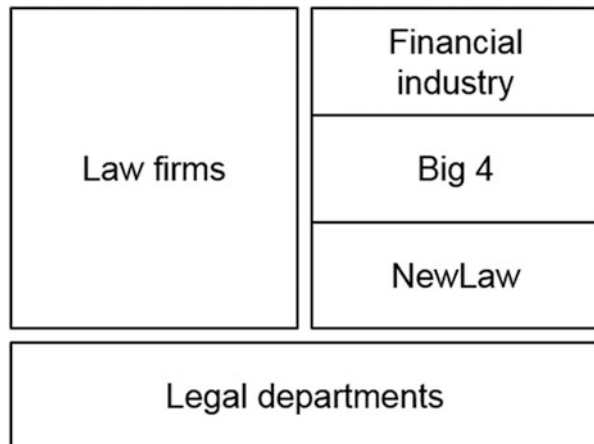 Law firms
Financial
industry
Big 4
NewLaw
Legal departments